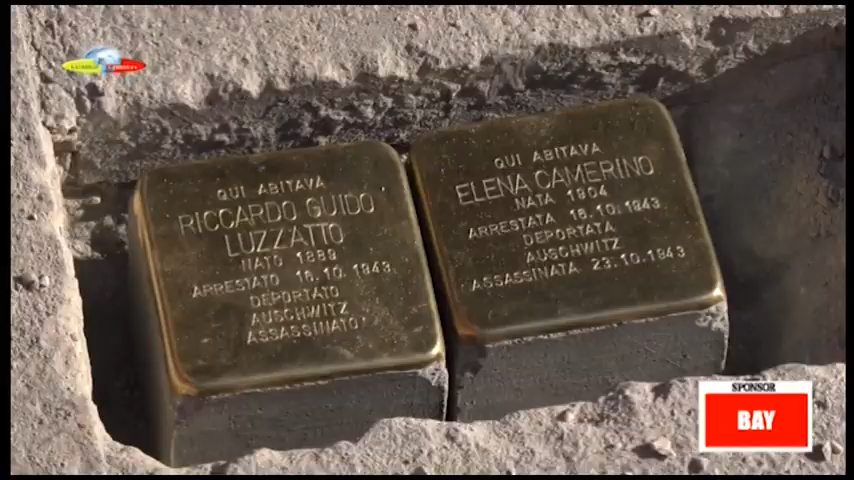 QUI ABITAVA
RICCARDO GUIDO
LUZZATTO
NATO 1889
ARRESTATO 16.10.1943
DEPORTATO
AUSCHWITZ
ASSASSINATO
QUI ABITAVA
ELENA CAMERINO
NATA 1904
ARRESTATA 16.10.1943
DEPORTATA
AUSCHWITZ
ASSASSINATA 23.10.1943
SPONSOR
BAY